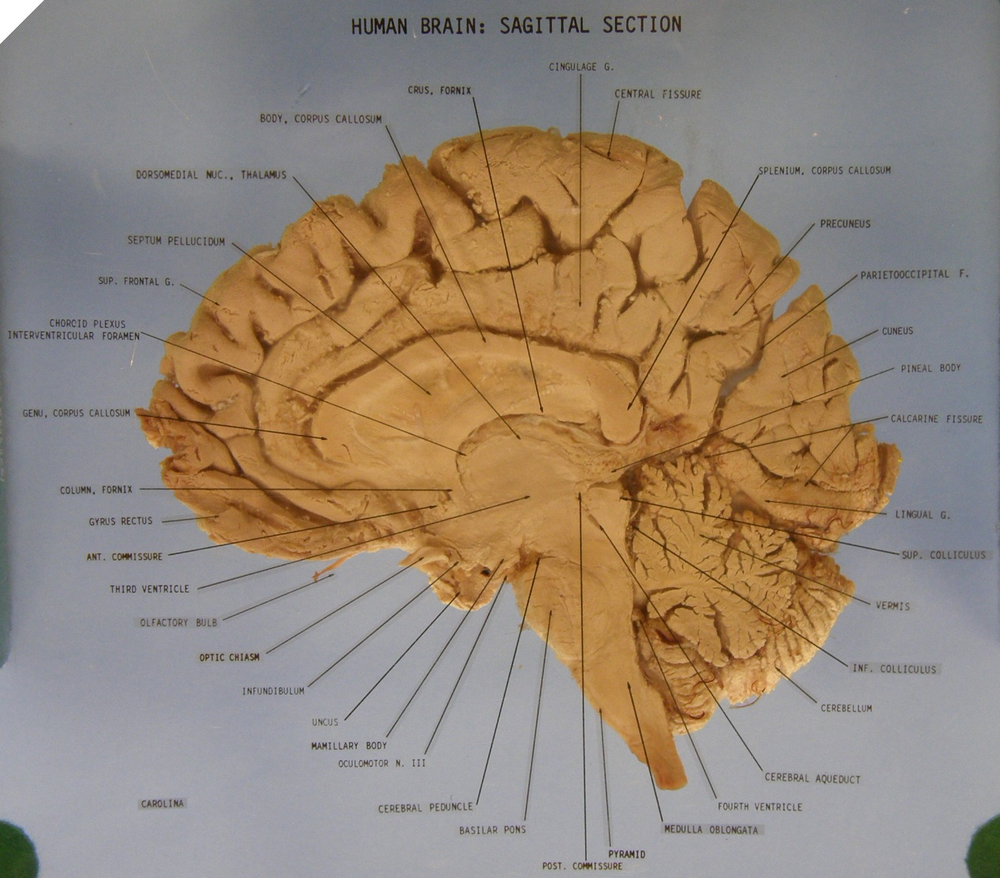 HUMAN BRAIN: SAGITTAL SECTION
CINGULAGE G.
CRUS, FORNIX
CENTRAL FISSURE
BODY, CORPUS CALLOSUM
DORSOMEDIAL NUC., THALAMUS
SPLENIUM, CORPUS CALLOSUM
PRECUNEUS
SEPTUM PELLUCIDUM
PARIETOOCCIPITAL F.
SUP. FRONTAL G.
CHOROID PLEXUS
INTERVENTRICULAR FORAMEN
CUNEUS
PINEAL BODY
GENU, CORPUS CALLOSUM
CALCARINE FISSURE
COLUMN, FORNIX
GYRUS RECTUS
LINGUAL G.
ANT. COMMISSURE
SUP. COLLICULUS
THIRD VENTRICLE
VERMIS
OLFACTORY BULB
OPTIC CHIASM
INF. COLLICULUS
INFUNDIBULUM
CEREBELLUM
UNCUS
MAMILLARY BODY
OCULOMOTOR N. III
CEREBRAL AQUEDUCT
CAROLINA
CEREBRAL PEDUNCLE
FOURTH VENTRICLE
BASILAR PONS
MEDULLA OBLONGATA
PYRAMID
POST. COMMISSURE